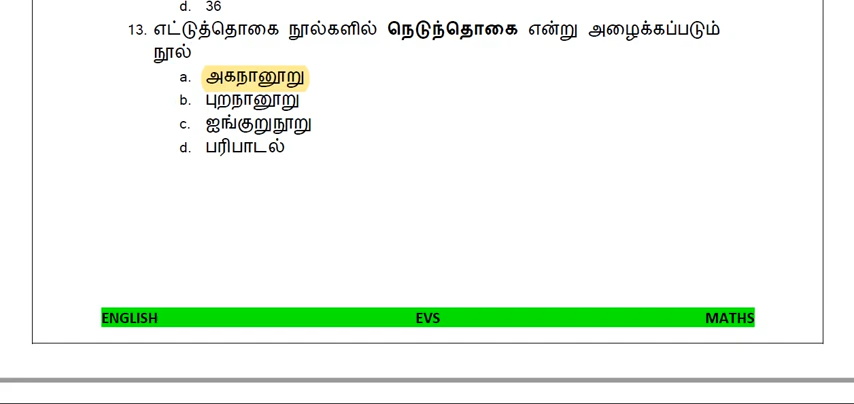 d. 36
13. எட்டுத்தொகை நூல்களில் நெடுந்தொகை என்று அழைக்கப்படும்
நூல்
a. அகநானூறு
b. புறநானூறு
c. ஐங்குறுநூறு
d. பரிபாடல்
ENGLISH EVS MATHS